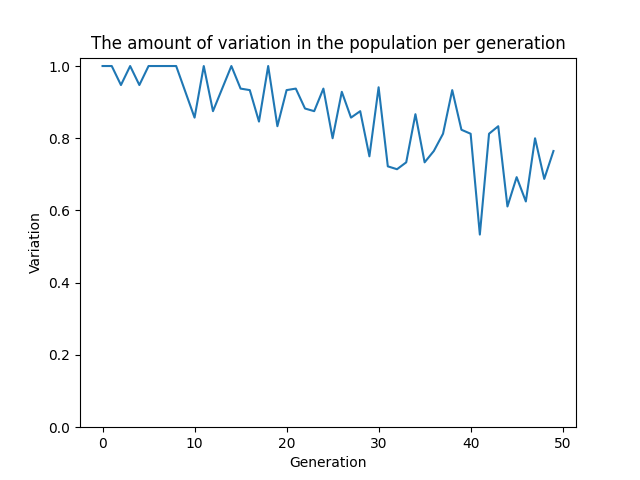 The amount of variation in the population per generation
1.0
0.8
0.6
0.4
0.2
0.0
Variation
0 10 20 30 40 50
Generation